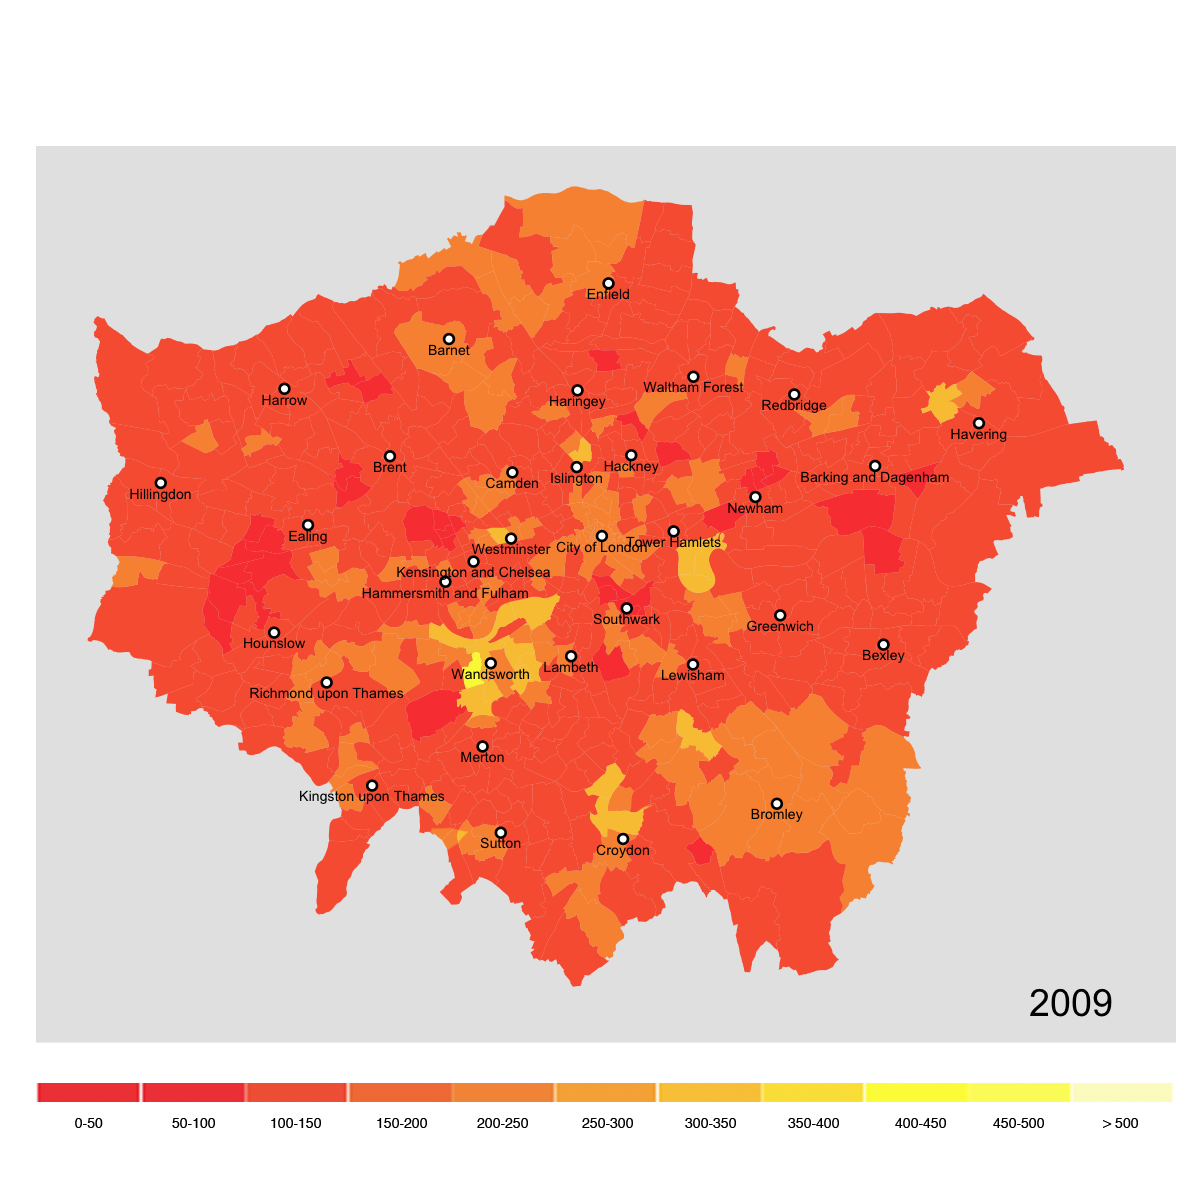 Enfield
Barnet
Waltham Forest
Harrow
Haringey
Redbridge
Havering
Brent
Hackney
Islington
Barking and Dagenham
Camden
Hillingdon
Newham
Ealing
Tower Hamlets
Westminster
City of London
Kensington and Chelsea
Hammersmith and Fulham
Southwark
Greenwich
Hounslow
Bexley
Lambeth
Wandsworth
Lewisham
Richmond upon Thames
Merton
Kingston upon Thames
Bromley
Sutton
Croydon
2009
0-50 50-100 100-150 150-200 200-250 250-300 300-350 350-400 400-450 450-500 > 500